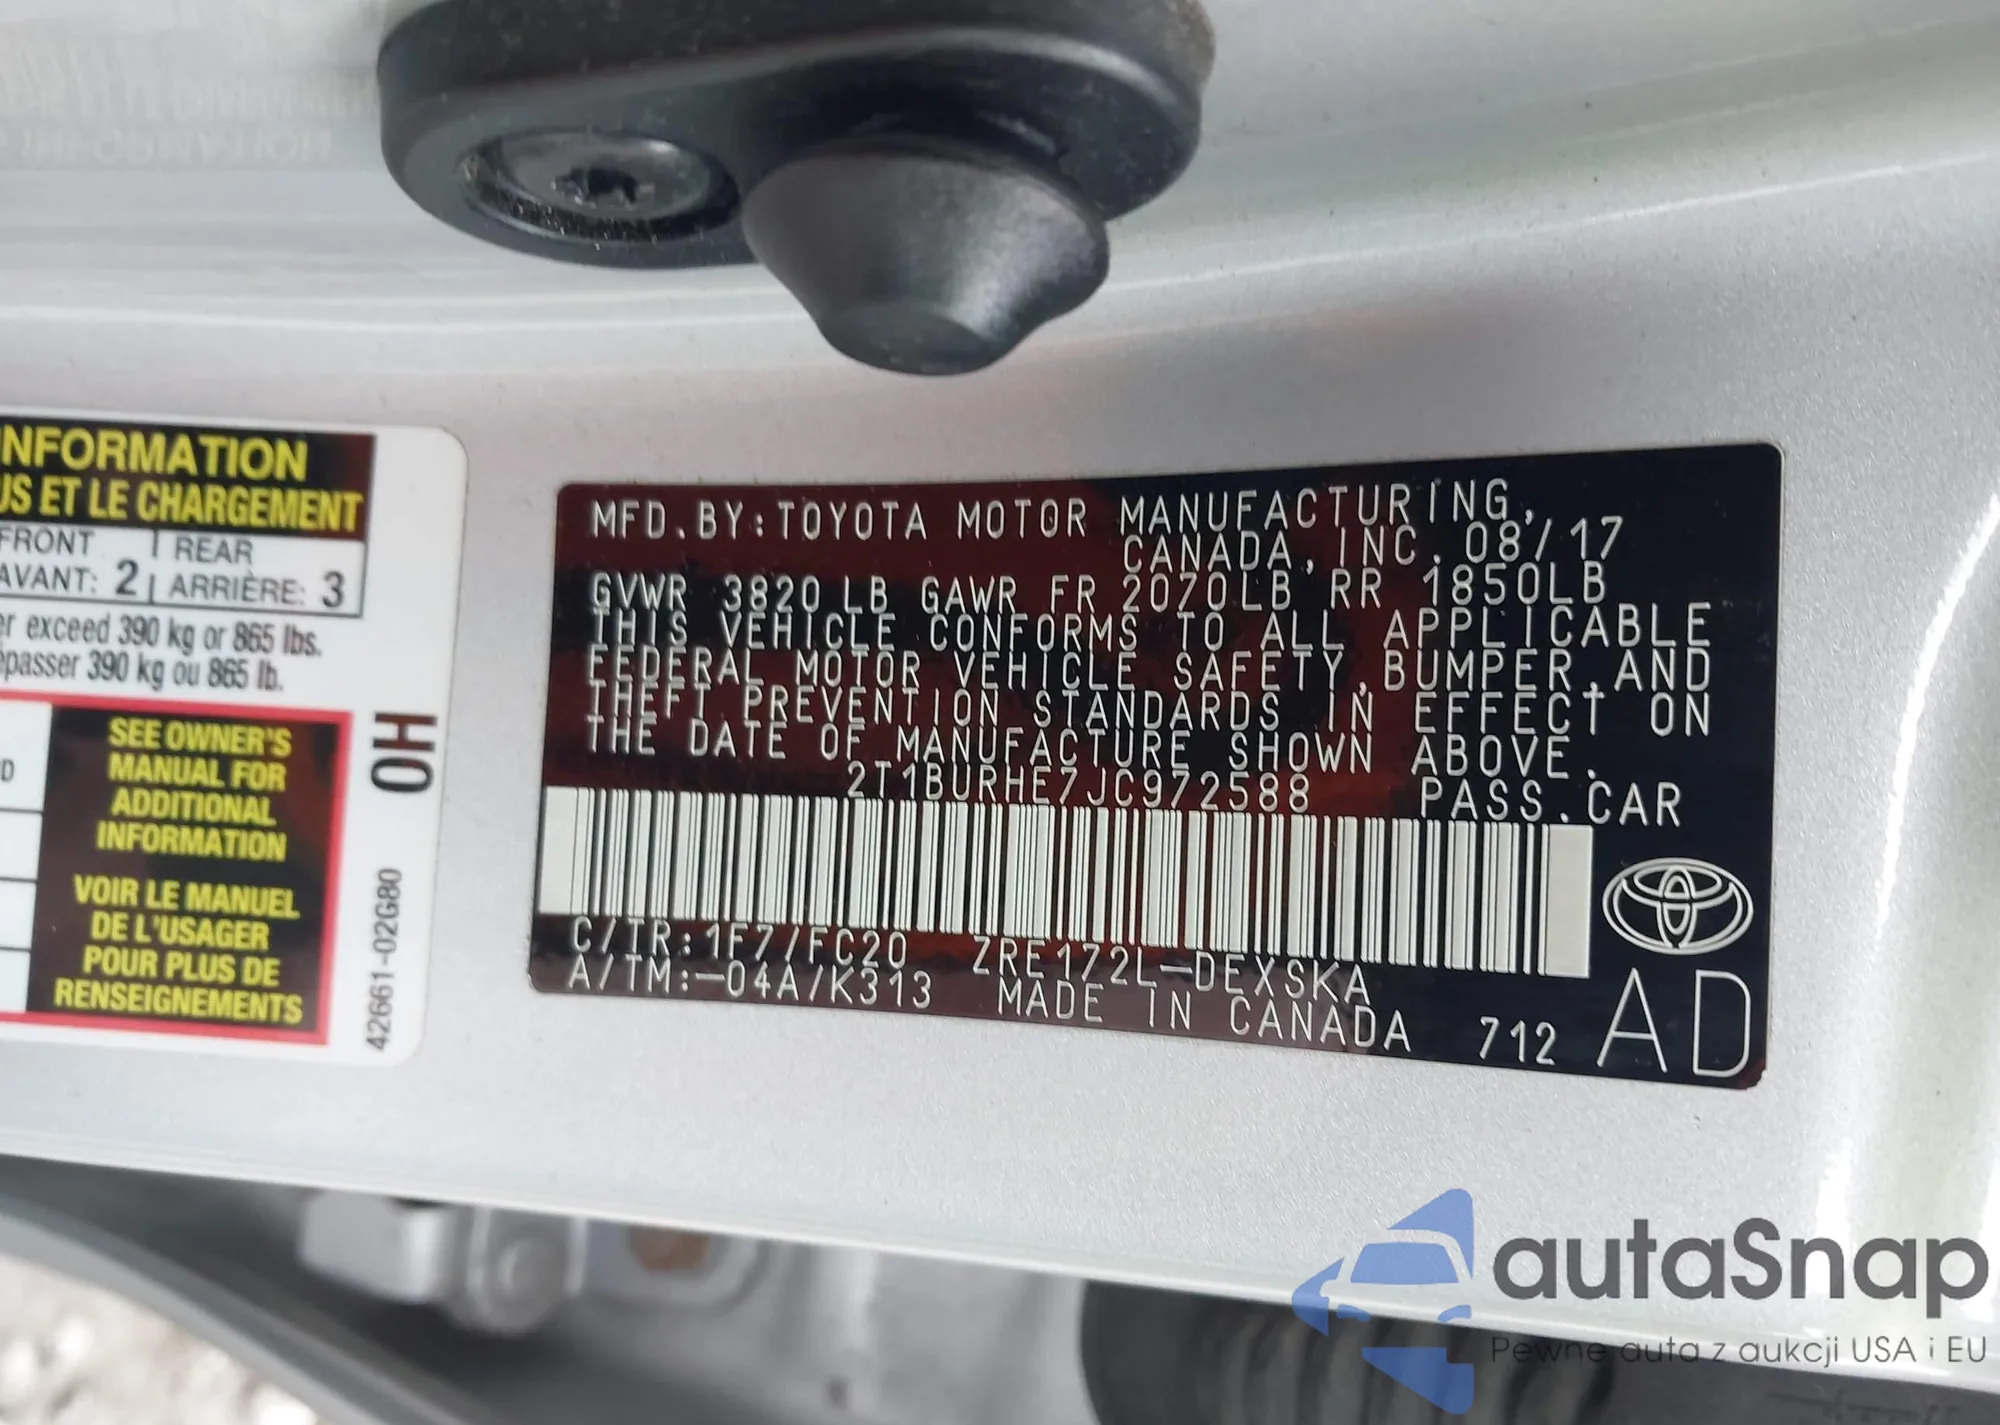 INFORMATION
US ET LE CHARGEMENT
FRONT REAR
AVANT: 2 ARRIÈRE: 3
er exceed 390 kg or 865 lbs.
épasser 390 kg ou 865 lb.
SEE OWNER'S
MANUAL FOR
ADDITIONAL
INFORMATION
VOIR LE MANUEL
DE L'USAGER
POUR PLUS DE
RENSEIGNEMENTS
0H
42661-02G80
MFD.BY:TOYOTA MOTOR MANUFACTURING,
CANADA, INC. 08/17
GVWR 3820 LB GAWR FR 2070LB RR 1850LB
THIS VEHICLE CONFORMS TO ALL APPLICABLE
FEDERAL MOTOR VEHICLE SAFETY, BUMPER, AND
THEFT PREVENTION STANDARDS IN EFFECT ON
THE DATE OF MANUFACTURE SHOWN ABOVE.
2T1BURHE7JC972588 PASS.CAR
C/TR:1F7/FC20 ZRE172L-DEXSKA
A/TM:-04A/K313 MADE IN CANADA 712
AD
autaSnap
Pewne auta z aukcji USA i EU